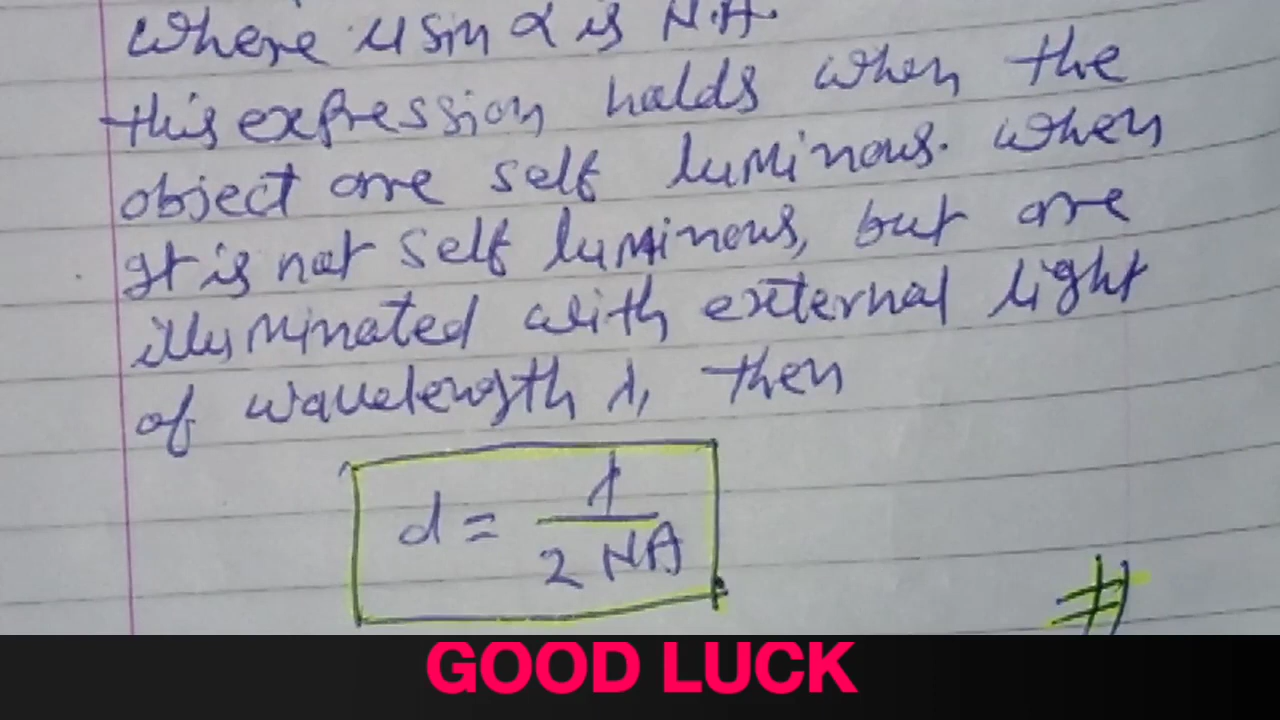 where μ sin α is N.A.
this expression holds when the
object are self luminous. when
It is not self luminous, but are
illuminated with external light
of wavelength λ, then
d = λ / 2 NA
#
GOOD LUCK